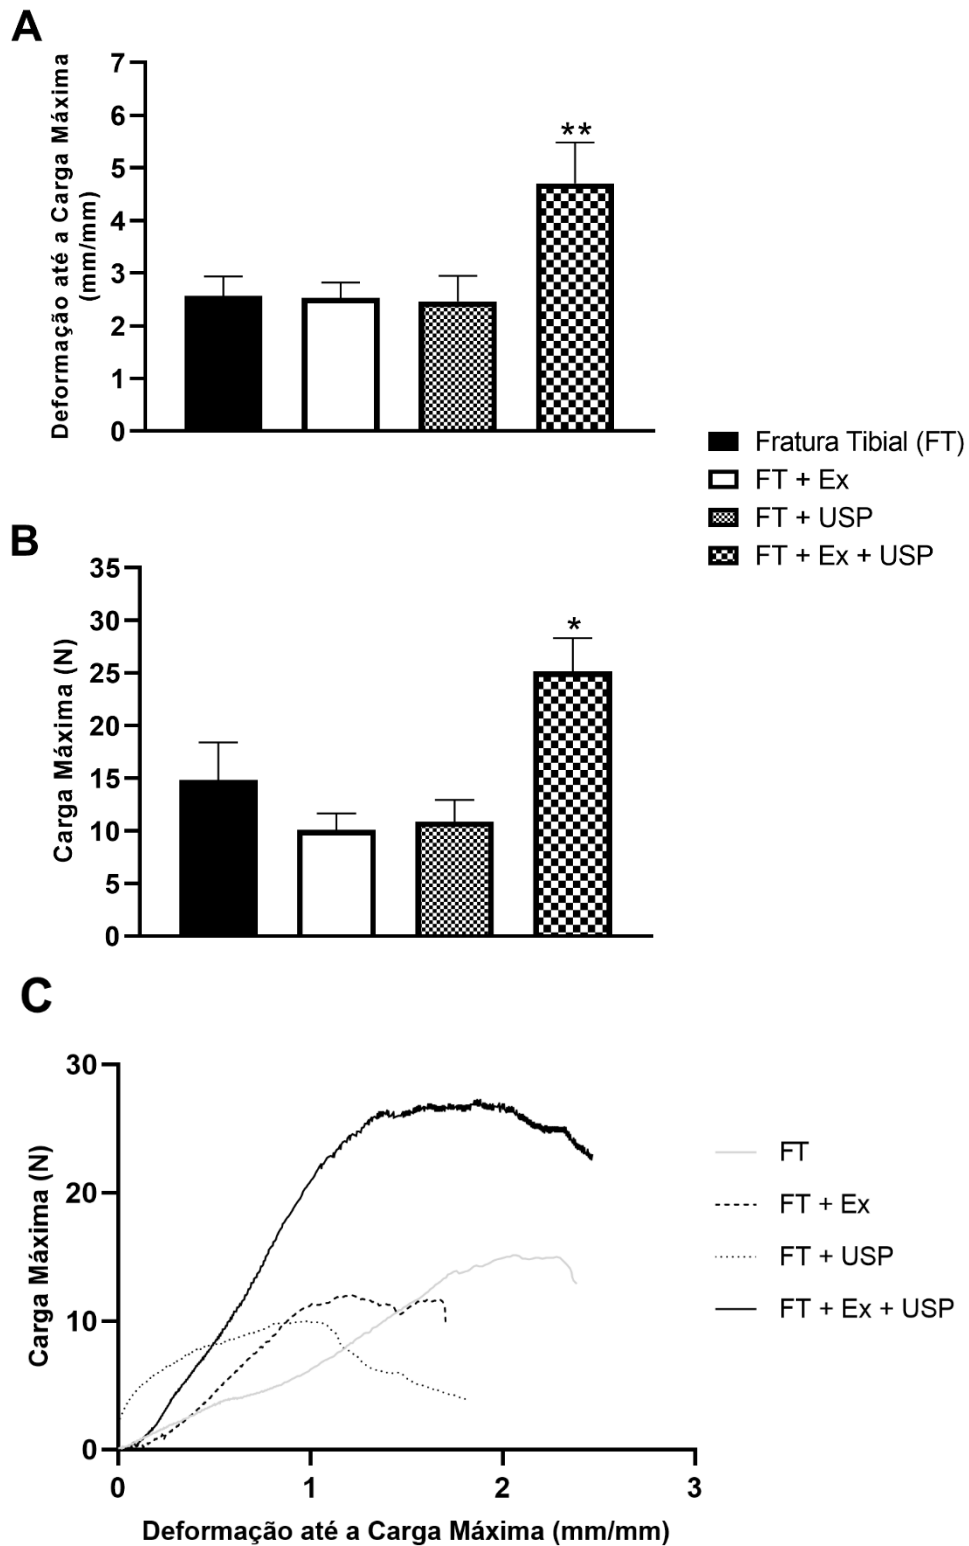 A
Deformação até a Carga Máxima
(mm/mm)
7
6
5
4
3
2
1
0
**
Fratura Tibial (FT)
FT + Ex
FT + USP
FT + Ex + USP
B
Carga Máxima (N)
35
30
25
20
15
10
5
0
*
C
Carga Máxima (N)
30
20
10
0
0 1 2 3
Deformação até a Carga Máxima (mm/mm)
FT
FT + Ex
FT + USP
FT + Ex + USP